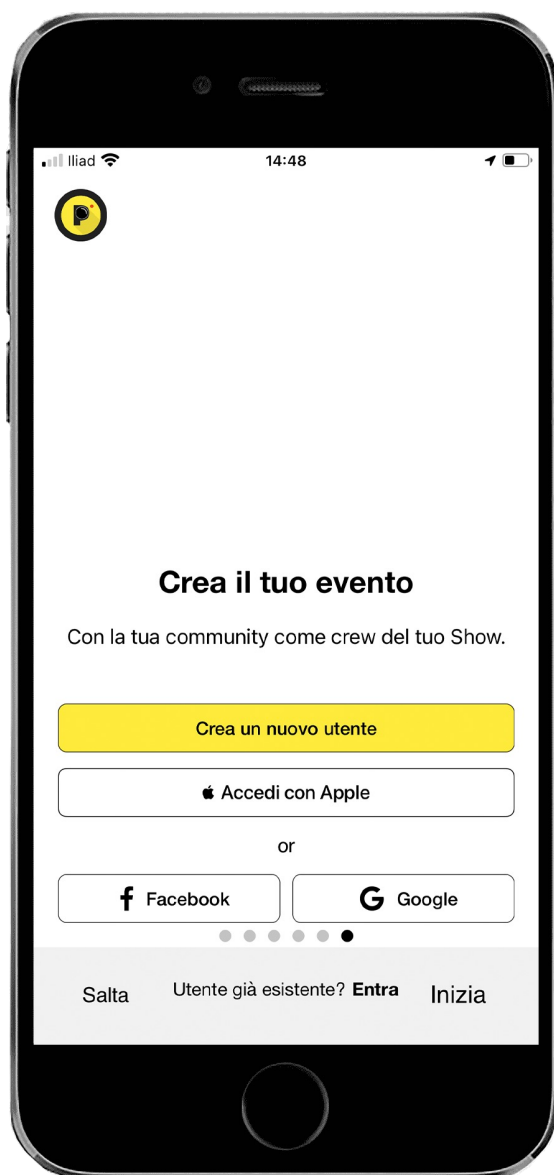 Iliad 14:48
P
Crea il tuo evento
Con la tua community come crew del tuo Show.
Crea un nuovo utente
Accedi con Apple
or
f Facebook G Google
Salta Utente già esistente? Entra Inizia